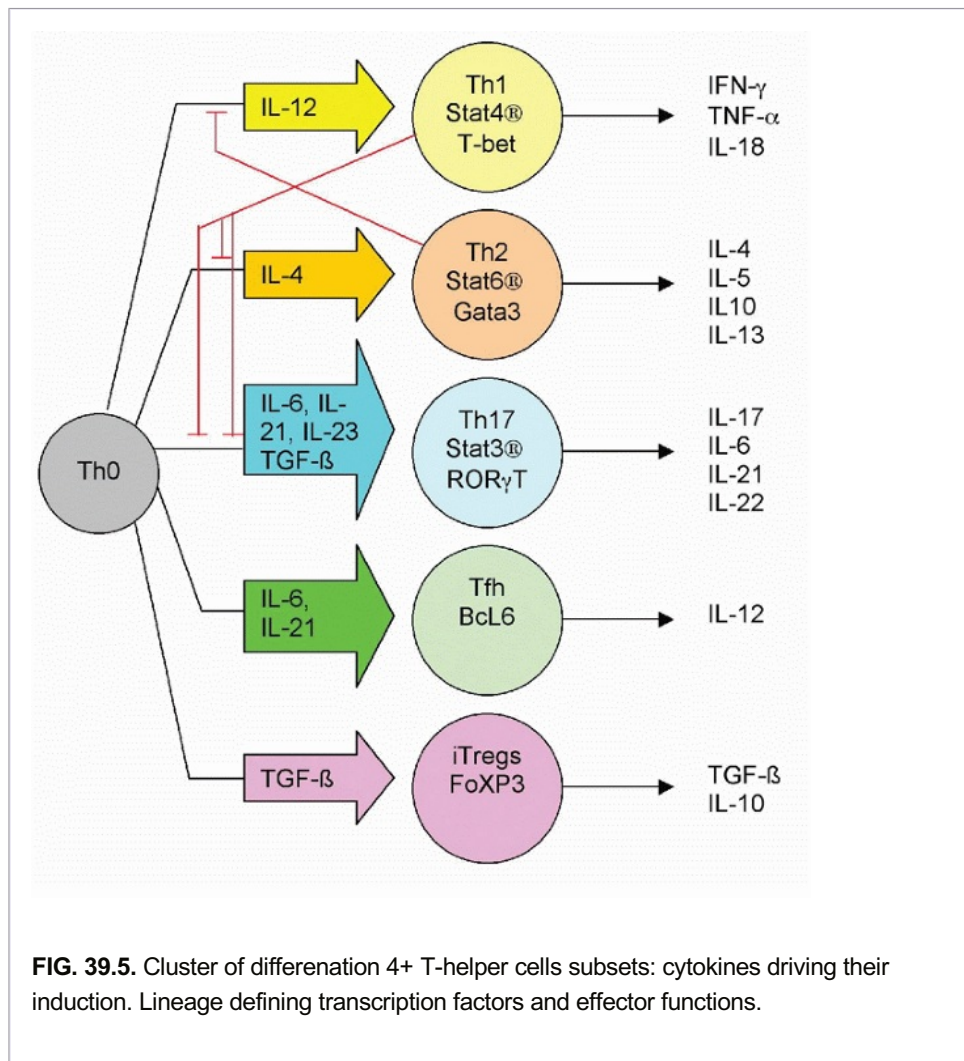 IL-12
Th1
Stat4®
T-bet
IFN-γ
TNF-α
IL-18
IL-4
Th2
Stat6®
Gata3
IL-4
IL-5
IL10
IL-13
Th0
IL-6, IL-
21, IL-23
TGF-ß
Th17
Stat3®
RORγT
IL-17
IL-6
IL-21
IL-22
IL-6,
IL-21
Tfh
BcL6
IL-12
TGF-ß
iTregs
FoXP3
TGF-ß
IL-10
FIG. 39.5. Cluster of differenation 4+ T-helper cells subsets: cytokines driving their
induction. Lineage defining transcription factors and effector functions.